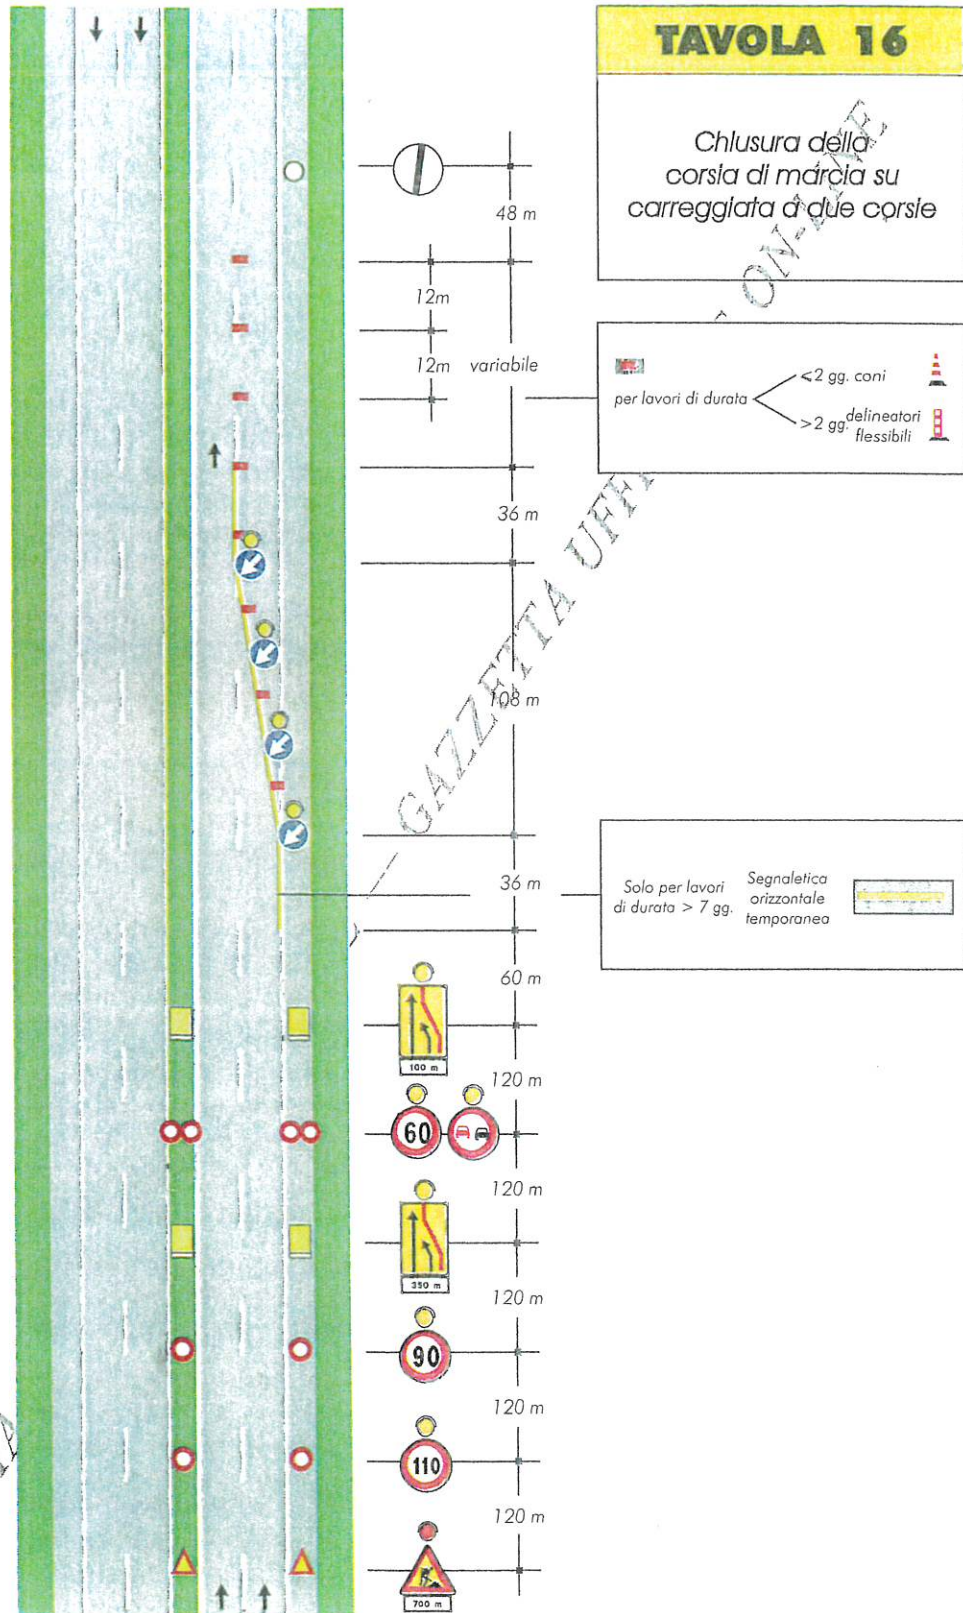 TAVOLA 16
Chiusura della
corsia di marcia su
carreggiata a due corsie
48 m
12m
12m
variabile
per lavori di durata
<2 gg. coni
>2 gg. delineatori
flessibili
36 m
108 m
GAZZETTA UFFI
ON-LINE
36 m
Solo per lavori
di durata > 7 gg.
Segnaletica
orizzontale
temporanea
60 m
100 m
120 m
60
120 m
350 m
120 m
90
120 m
110
120 m
700 m